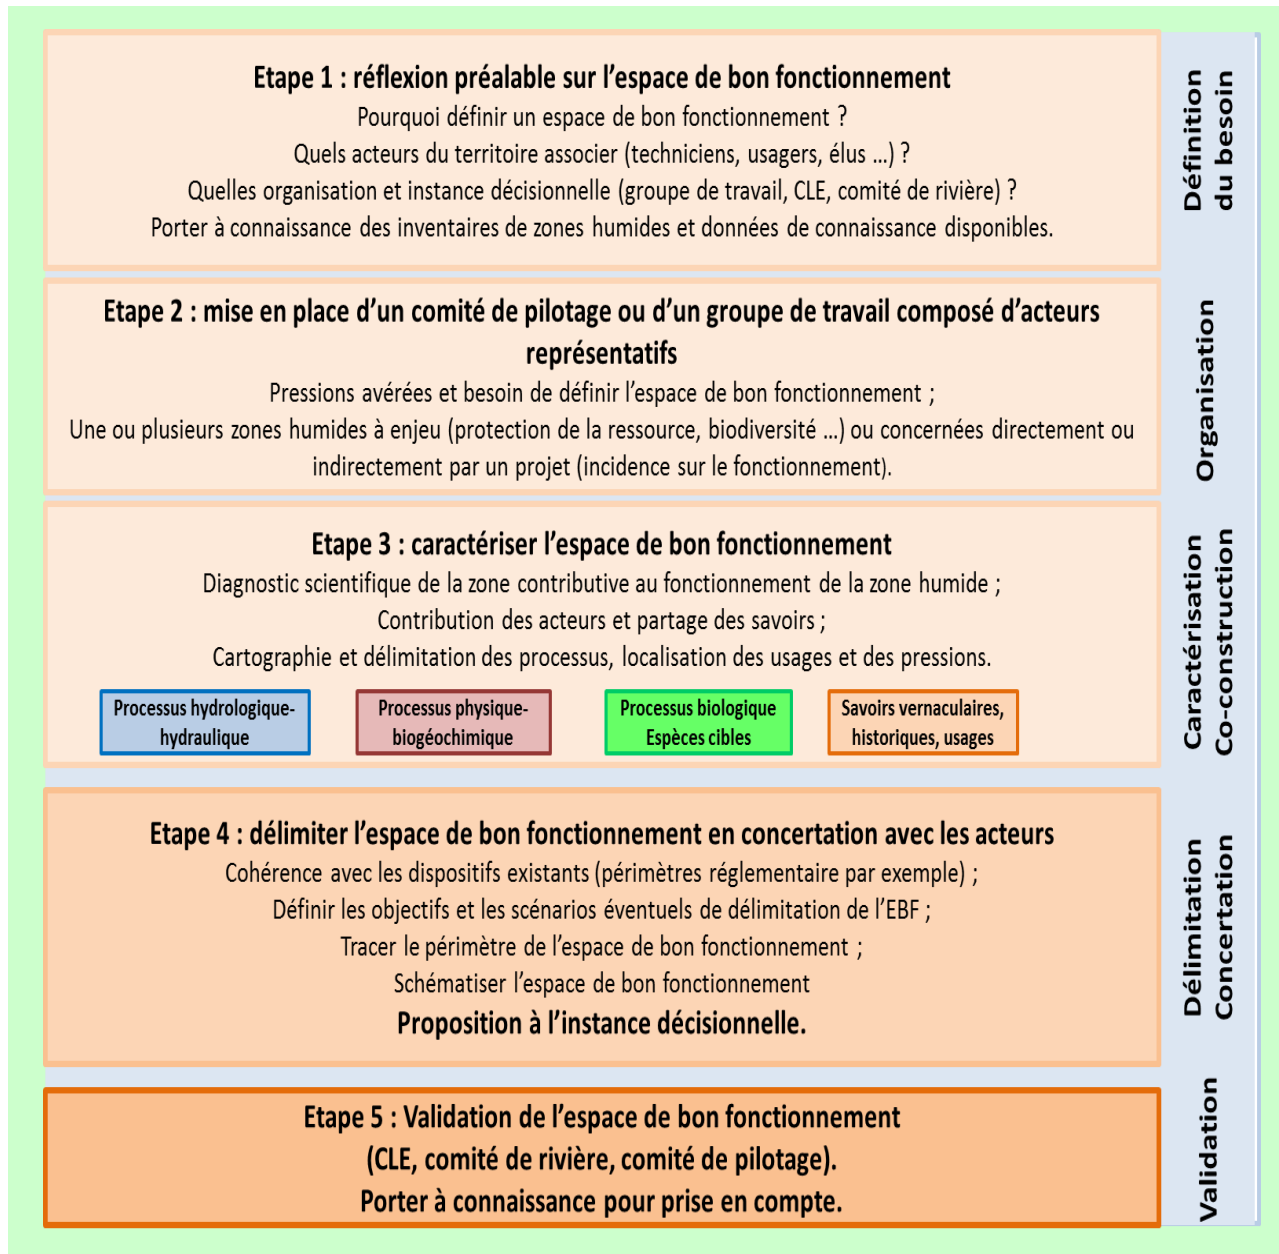 Etape 1 : réflexion préalable sur l’espace de bon fonctionnement
Pourquoi définir un espace de bon fonctionnement ?
Quels acteurs du territoire associer (techniciens, usagers, élus ...) ?
Quelles organisation et instance décisionnelle (groupe de travail, CLE, comité de rivière) ?
Porter à connaissance des inventaires de zones humides et données de connaissance disponibles.
Définition
du besoin
Etape 2 : mise en place d’un comité de pilotage ou d’un groupe de travail composé d’acteurs
représentatifs
Pressions avérées et besoin de définir l’espace de bon fonctionnement ;
Une ou plusieurs zones humides à enjeu (protection de la ressource, biodiversité ...) ou concernées directement ou
indirectement par un projet (incidence sur le fonctionnement).
Organisation
Etape 3 : caractériser l’espace de bon fonctionnement
Diagnostic scientifique de la zone contributive au fonctionnement de la zone humide ;
Contribution des acteurs et partage des savoirs ;
Cartographie et délimitation des processus, localisation des usages et des pressions.
Processus hydrologique-
hydraulique
Processus physique-
biogéochimique
Processus biologique
Espèces cibles
Savoirs vernaculaires,
historiques, usages
Caractérisation
Co-construction
Etape 4 : délimiter l’espace de bon fonctionnement en concertation avec les acteurs
Cohérence avec les dispositifs existants (périmètres réglementaire par exemple) ;
Définir les objectifs et les scénarios éventuels de délimitation de l’EBF ;
Tracer le périmètre de l’espace de bon fonctionnement ;
Schématiser l’espace de bon fonctionnement
Proposition à l’instance décisionnelle.
Délimitation
Concertation
Etape 5 : Validation de l’espace de bon fonctionnement
(CLE, comité de rivière, comité de pilotage).
Porter à connaissance pour prise en compte.
Validation